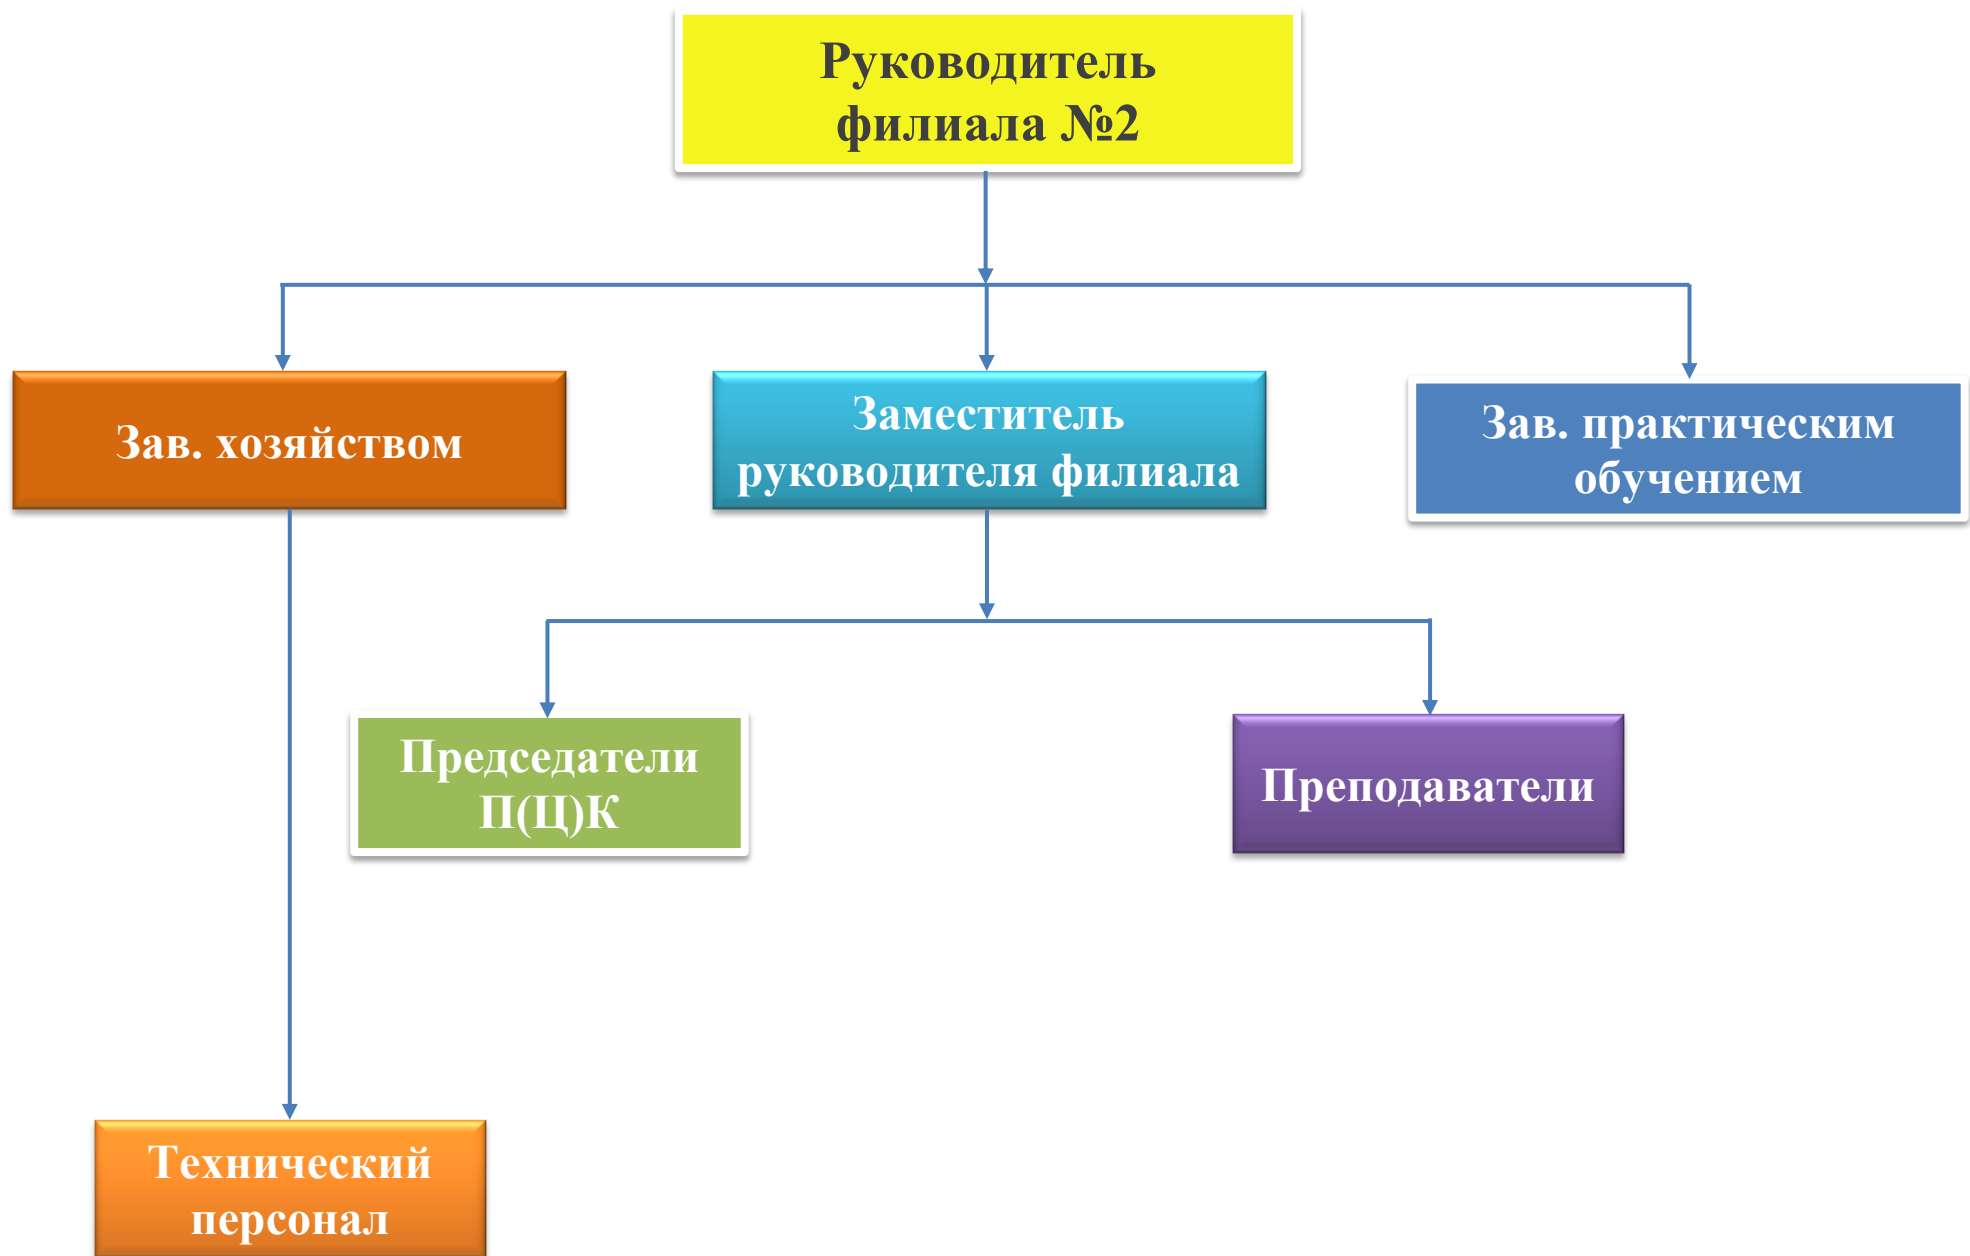 Руководитель
филиала №2
Зав. хозяйством
Заместитель
руководителя филиала
Зав. практическим
обучением
Председатели
П(Ц)К
Преподаватели
Технический
персонал